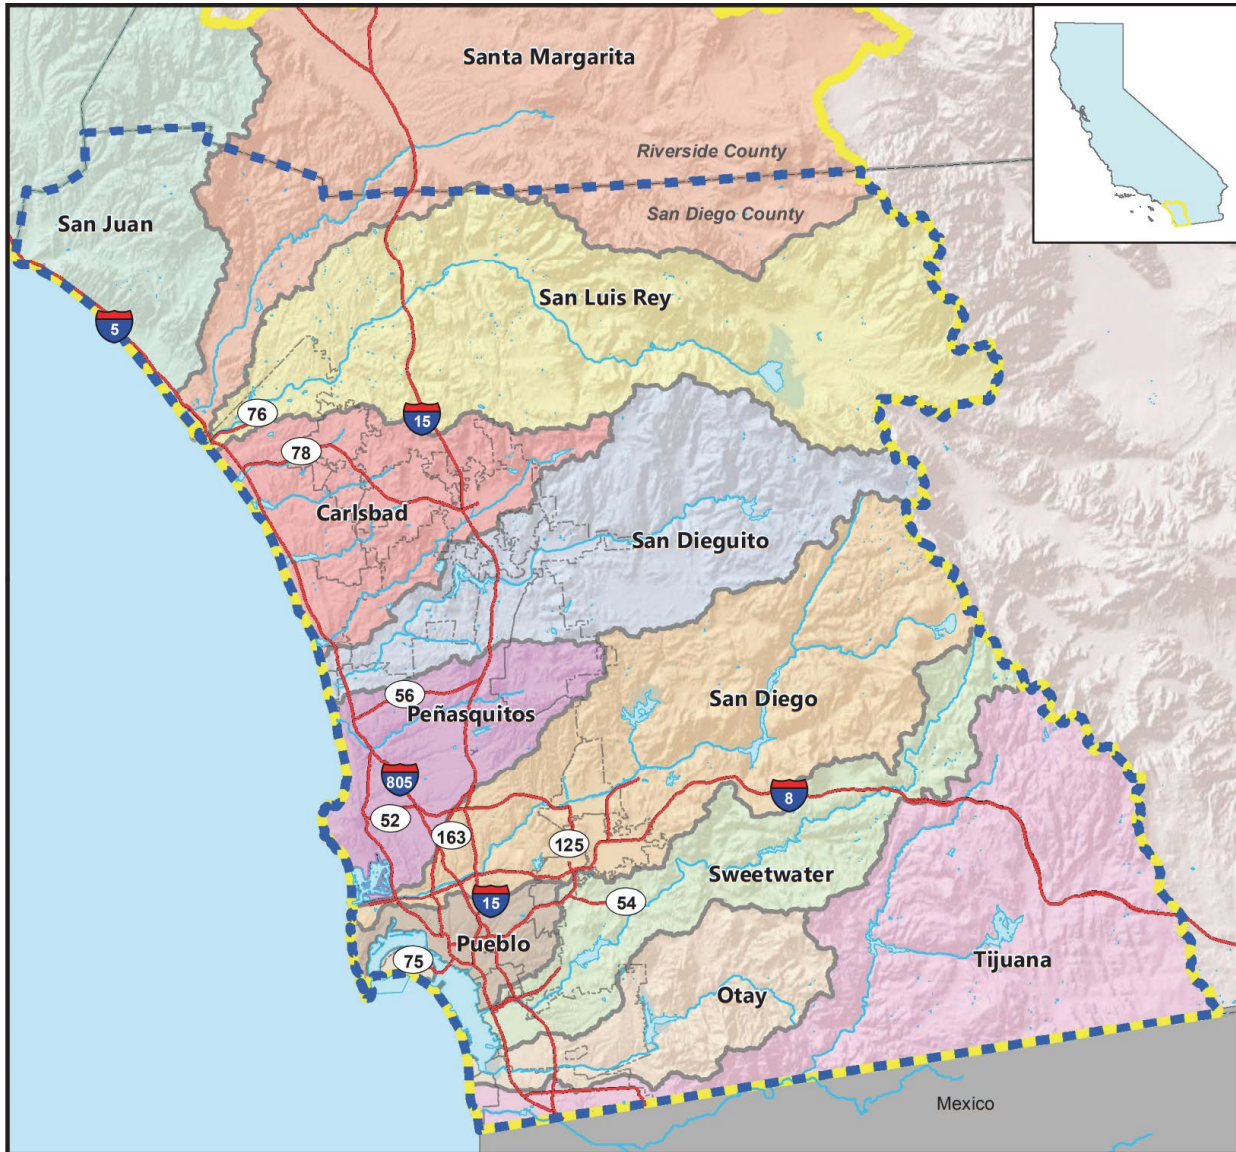 Santa Margarita
Riverside County
San Diego County
San Juan
San Luis Rey
5
76
15
78
Carlsbad
San Dieguito
56
Peñasquitos
San Diego
805
8
52
163
125
Sweetwater
15
54
Pueblo
75
Tijuana
Otay
Mexico